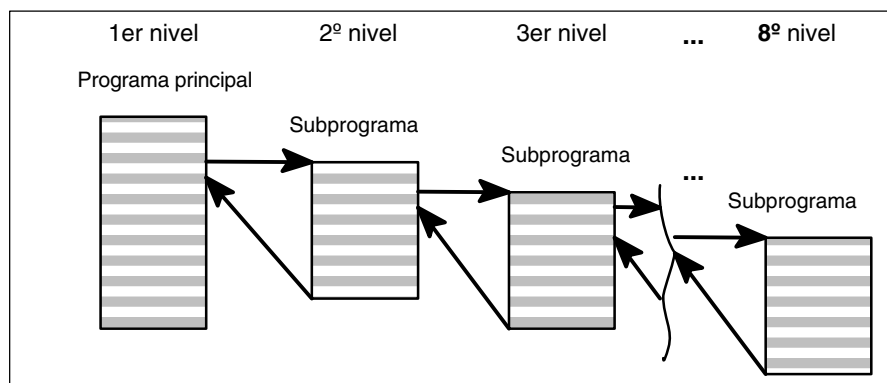 1er nivel 2º nivel 3er nivel ... 8º nivel
Programa principal
Subprograma
Subprograma
...
Subprograma